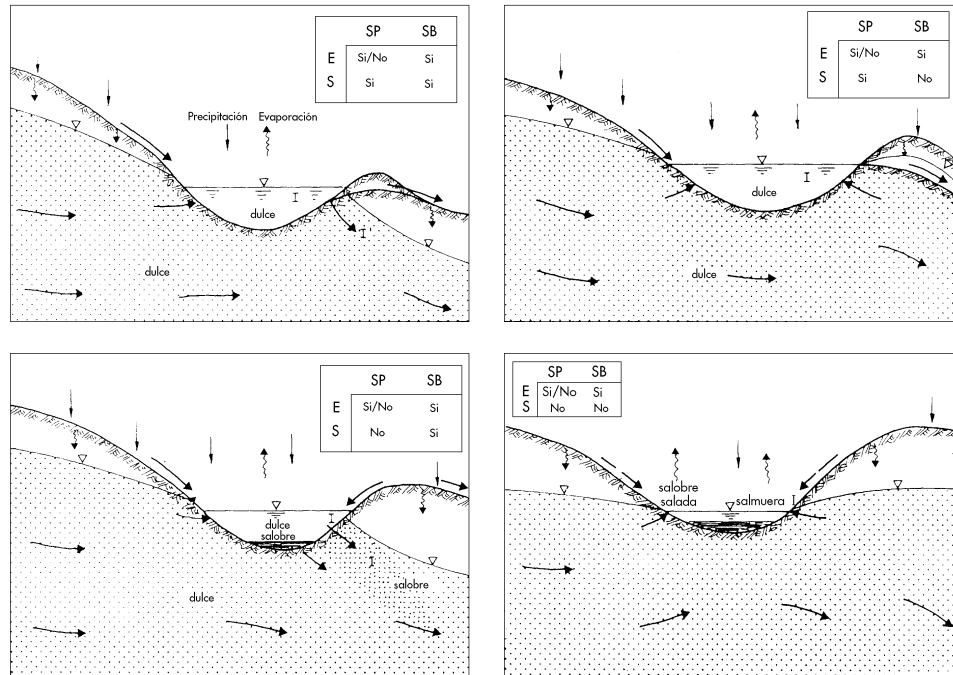 SP SB
E Si/No Si
S Si Si
Precipitación Evaporación
I
dulce
I
dulce
SP SB
E Si/No Si
S Si No
I
dulce
dulce
SP SB
E Si/No Si
S No Si
dulce I
salobre
I
salobre
dulce
SP SB
E Si/No Si
S No No
salobre
salada salmuera I